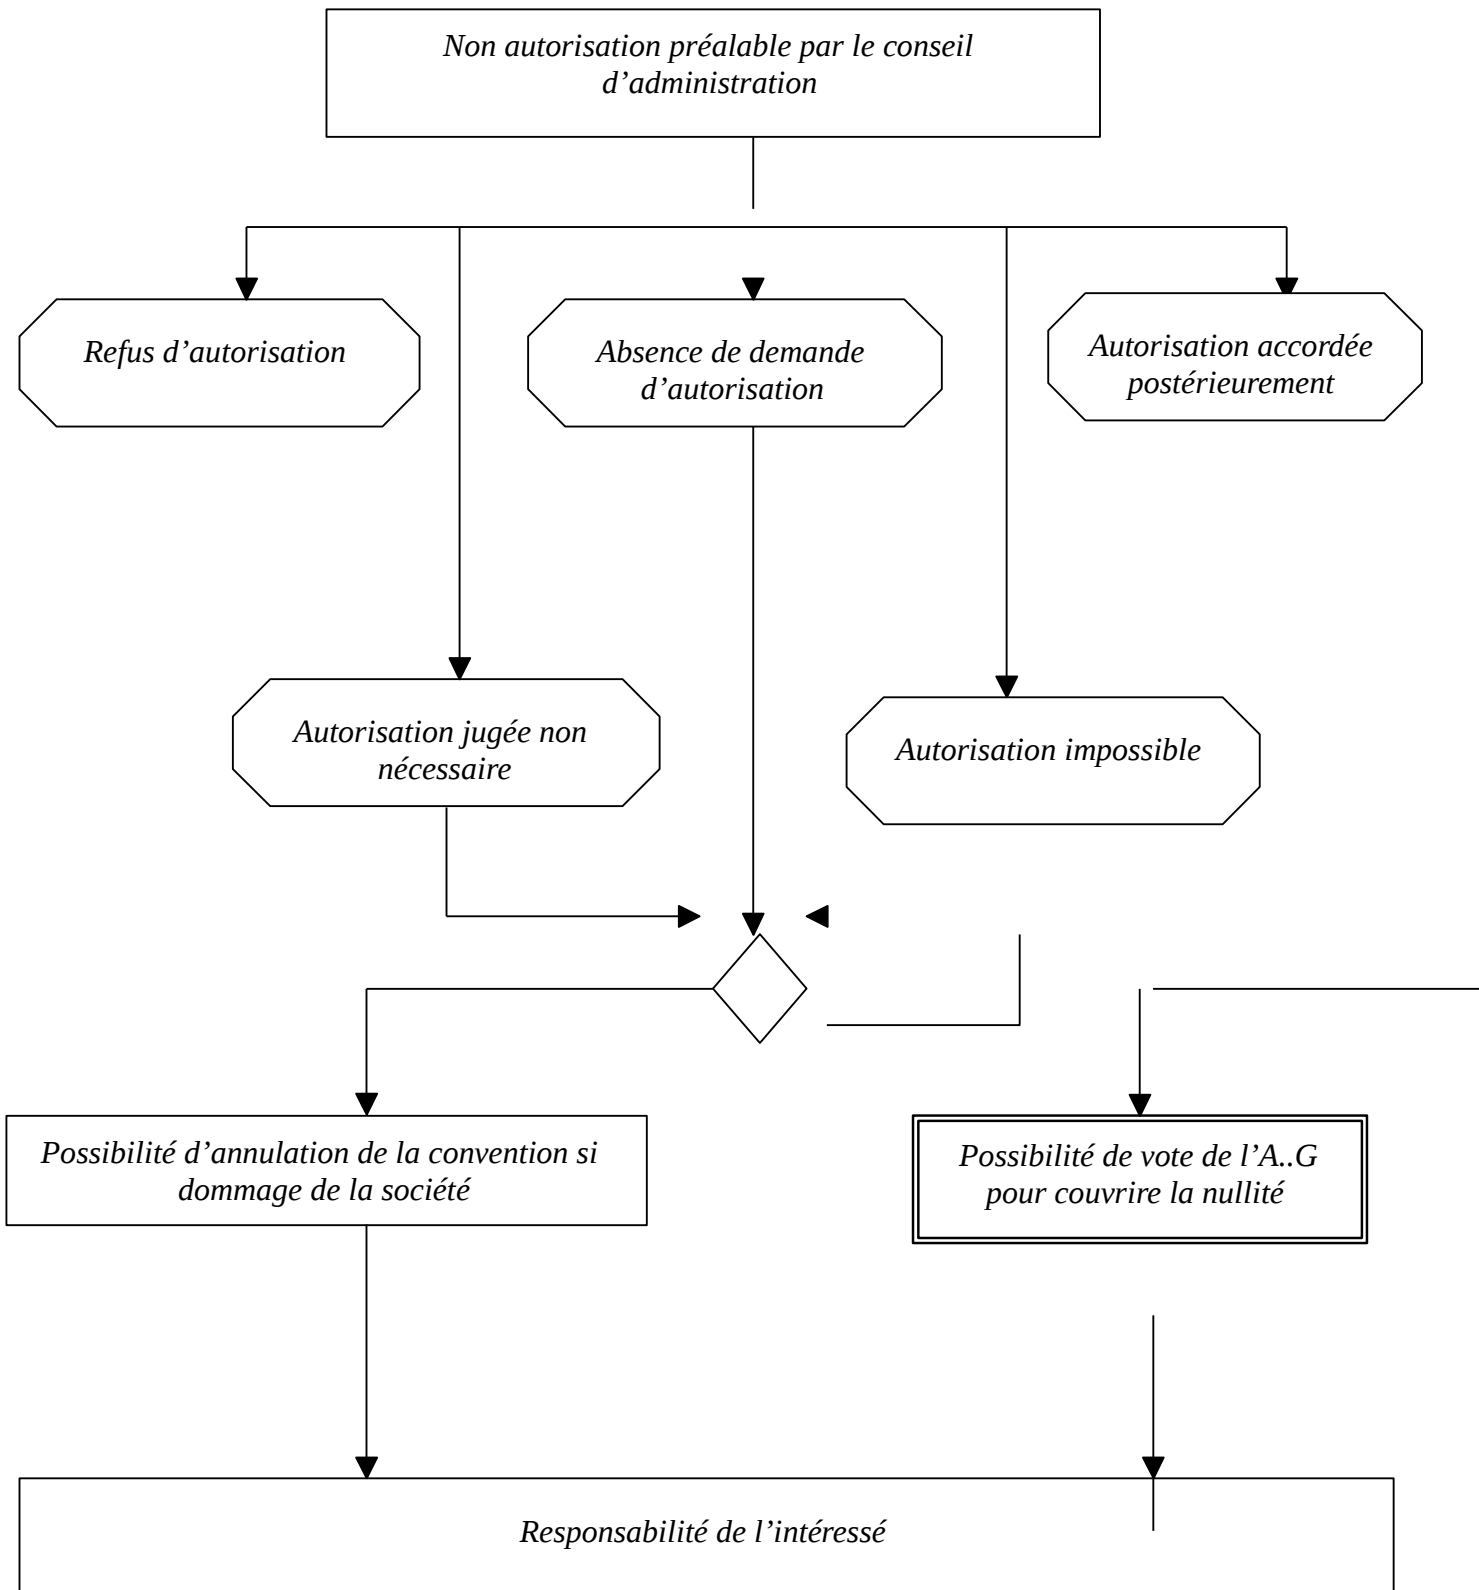 Non autorisation préalable par le conseil
d’administration
Refus d’autorisation
Absence de demande
d’autorisation
Autorisation accordée
postérieurement
Autorisation jugée non
nécessaire
Autorisation impossible
Possibilité d’annulation de la convention si
dommage de la société
Possibilité de vote de l’A..G
pour couvrire la nullité
Responsabilité de l’intéressé